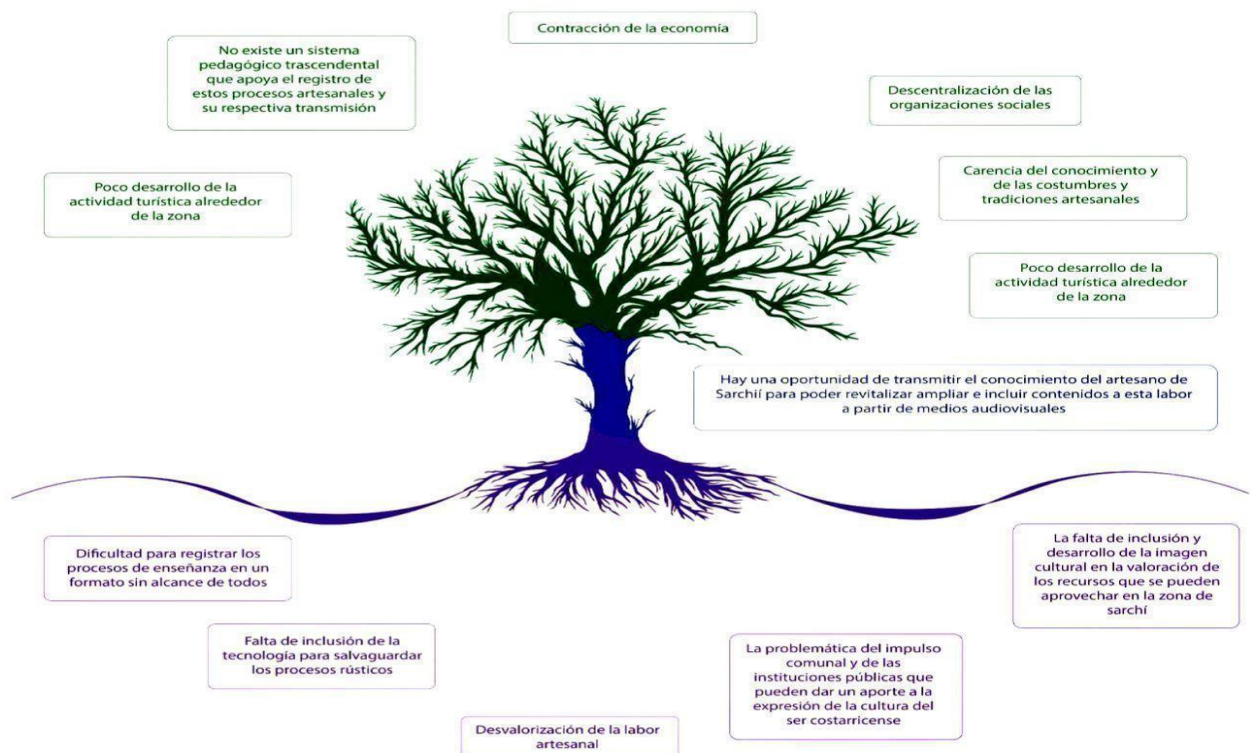 Contracción de la economía
No existe un sistema
pedagógico trascendental
que apoya el registro de
estos procesos artesanales y
su respectiva transmisión
Descentralización de las
organizaciones sociales
Poco desarrollo de la
actividad turística alrededor
de la zona
Carencia del conocimiento y
de las costumbres y
tradiciones artesanales
Poco desarrollo de la
actividad turística alrededor
de la zona
Hay una oportunidad de transmitir el conocimiento del artesano de
Sarchií para poder revitalizar ampliar e incluir contenidos a esta labor
a partir de medios audiovisuales
Dificultad para registrar los
procesos de enseñanza en un
formato sin alcance de todos
La falta de inclusión y
desarrollo de la imagen
cultural en la valoración de
los recursos que se pueden
aprovechar en la zona de
sarchí
Falta de inclusión de la
tecnología para salvaguardar
los procesos rústicos
La problemática del impulso
comunal y de las
instituciones públicas que
pueden dar un aporte a la
expresión de la cultura del
ser costarricense
Desvalorización de la labor
artesanal